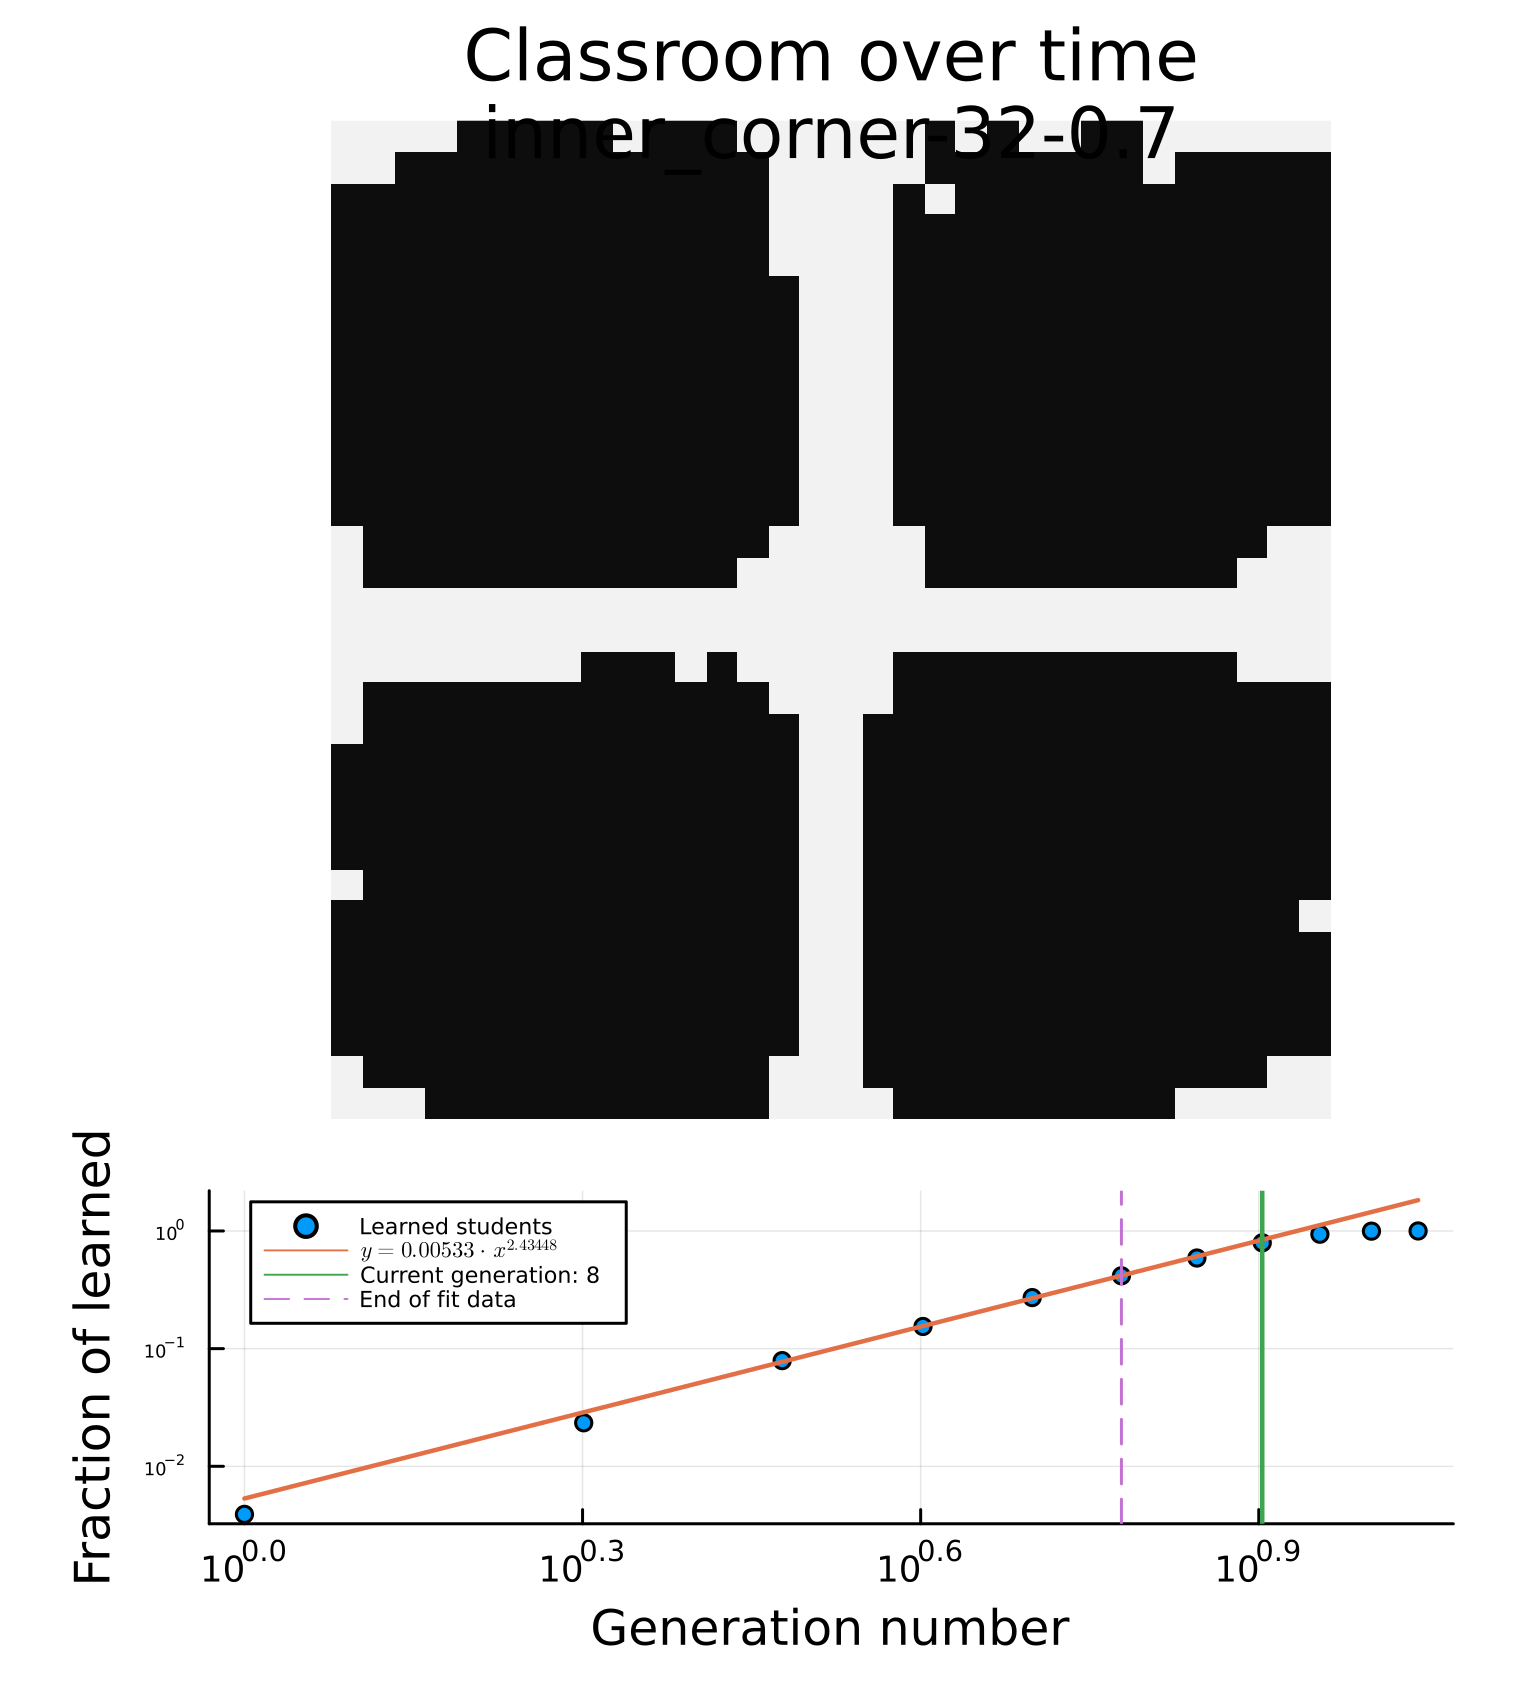 Classroom over time
inner_corner-32-0.7
Fraction of learned
10⁰
10⁻¹
10⁻²
Learned students
y = 0.00533 · x^2.43448
Current generation: 8
End of fit data
10^0.0
10^0.3
10^0.6
10^0.9
Generation number